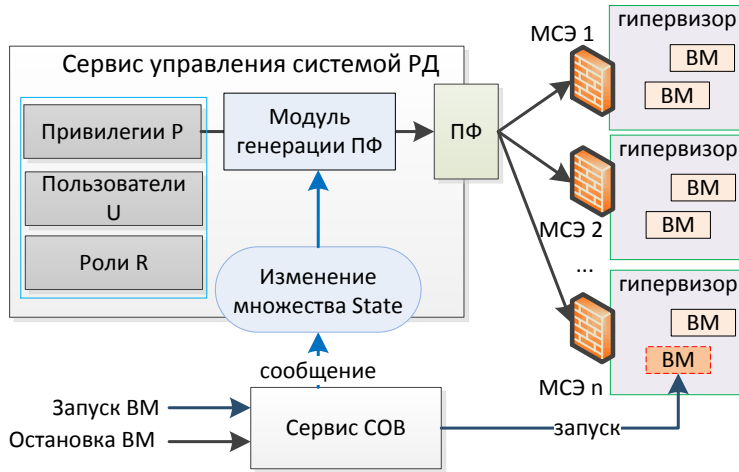 Сервис управления системой РД
Привилегии P
Пользователи
U
Роли R
Модуль
генерации ПФ
ПФ
Изменение
множества State
сообщение
Запуск ВМ
Остановка ВМ
Сервис СОВ
запуск
МСЭ 1
гипервизор
ВМ
ВМ
МСЭ 2
гипервизор
ВМ
ВМ
...
МСЭ n
гипервизор
ВМ
ВМ